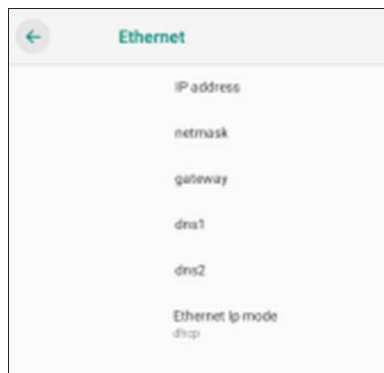 Ethernet
IP address
netmask
gateway
dns1
dns2
Ethernet Ip mode
dhcp